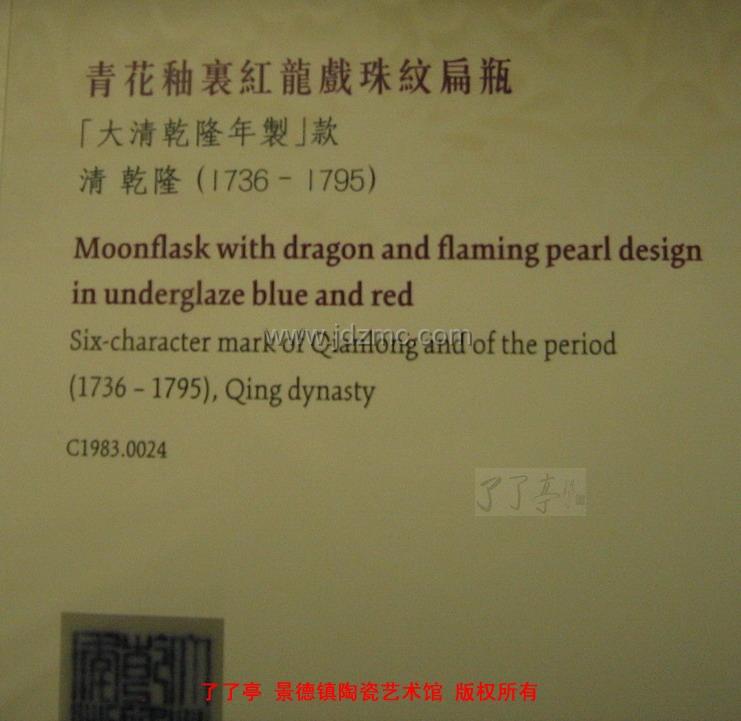 青花釉裏紅龍戲珠紋扁瓶
「大清乾隆年製」款
清 乾隆 (1736 – 1795)
Moonflask with dragon and flaming pearl design
in underglaze blue and red
www.jdzmc.com
Six-character mark of Qianlong and of the period
(1736 – 1795), Qing dynasty
C1983.0024
了了亭
了了亭 景德镇陶瓷艺术馆 版权所有